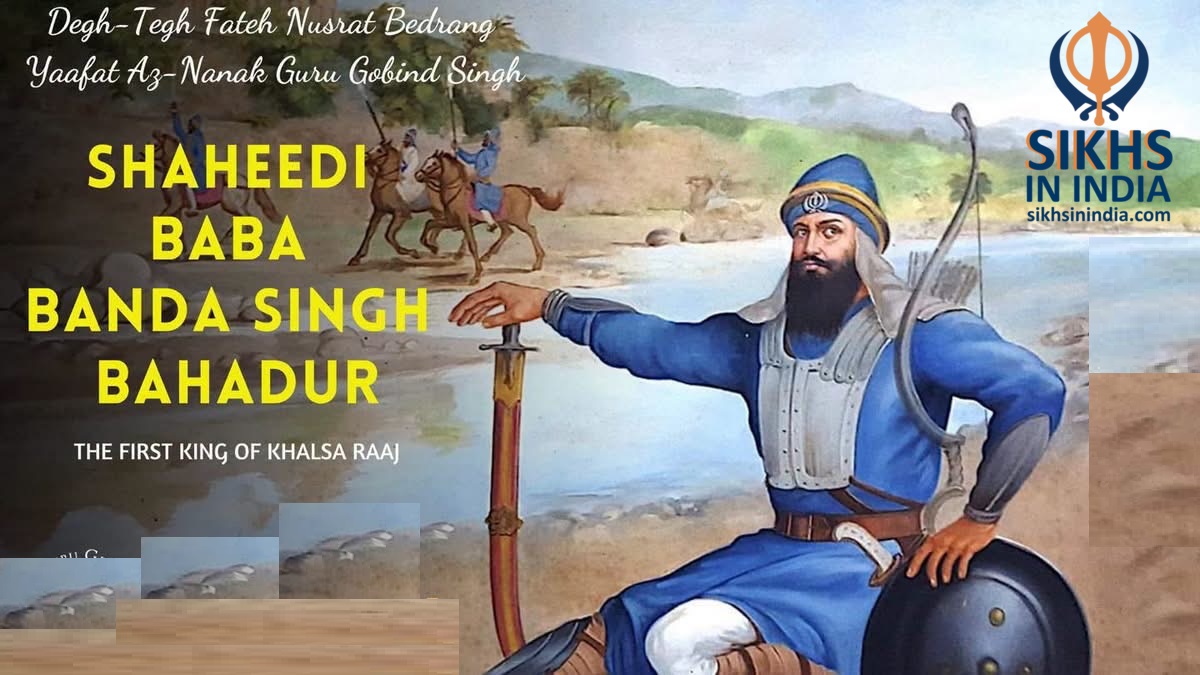 Degh-Tegh Fateh Nusrat Bedrang
Yaafat Az-Nanak Guru Gobind Singh
SHAHEEDI
BABA
BANDA SINGH
BAHADUR
THE FIRST KING OF KHALSA RAAJ
SIKHS
IN INDIA
sikhsinindia.com